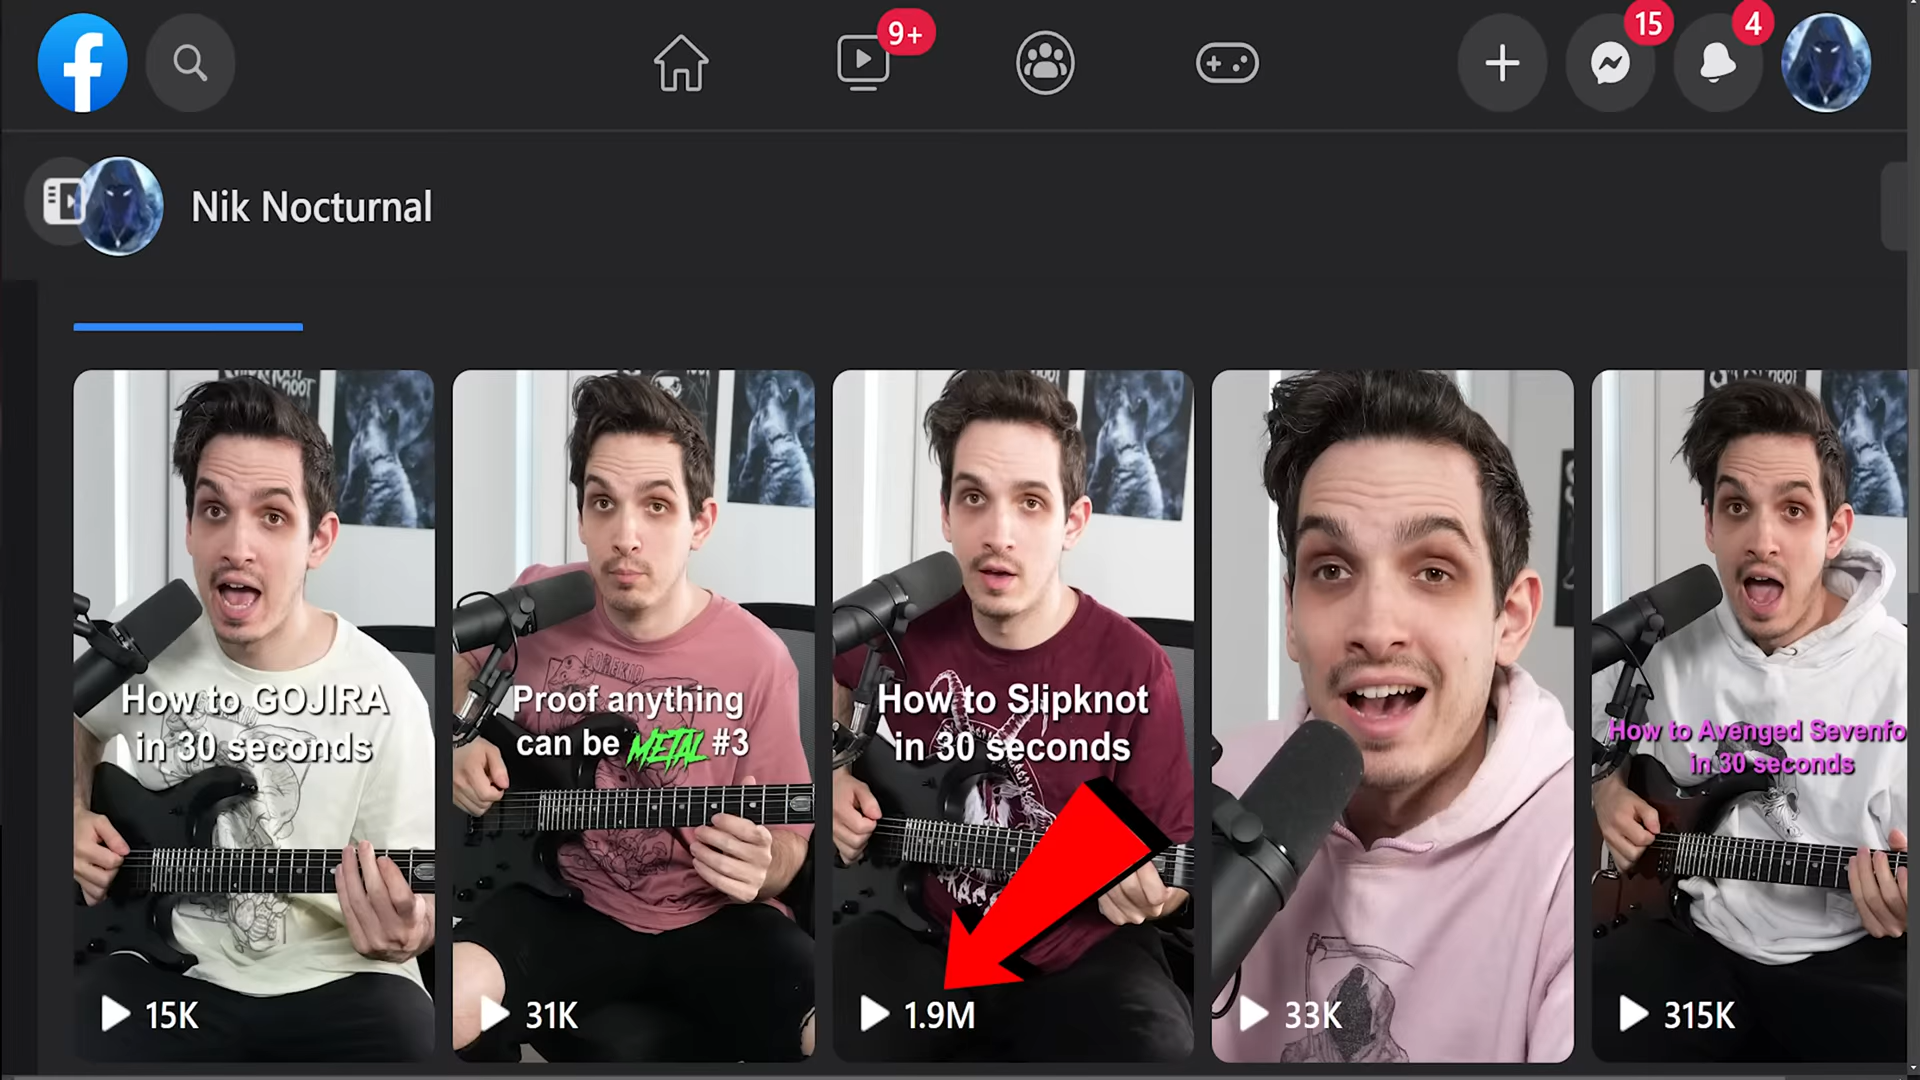 9+
15
4
Nik Nocturnal
How to GOJIRA
in 30 seconds
15K
GOREKID
Proof anything
can be METAL #3
31K
How to Slipknot
in 30 seconds
1.9M
33K
How to Avenged Sevenfo
in 30 seconds
315K